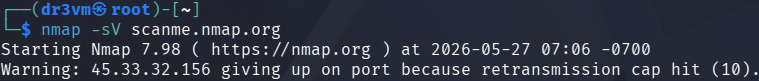 ┌──(dr3vm㉿root)-[~]
└─$ nmap -sV scanme.nmap.org
Starting Nmap 7.98 ( https://nmap.org ) at 2026-05-27 07:06 -0700
Warning: 45.33.32.156 giving up on port because retransmission cap hit (10).